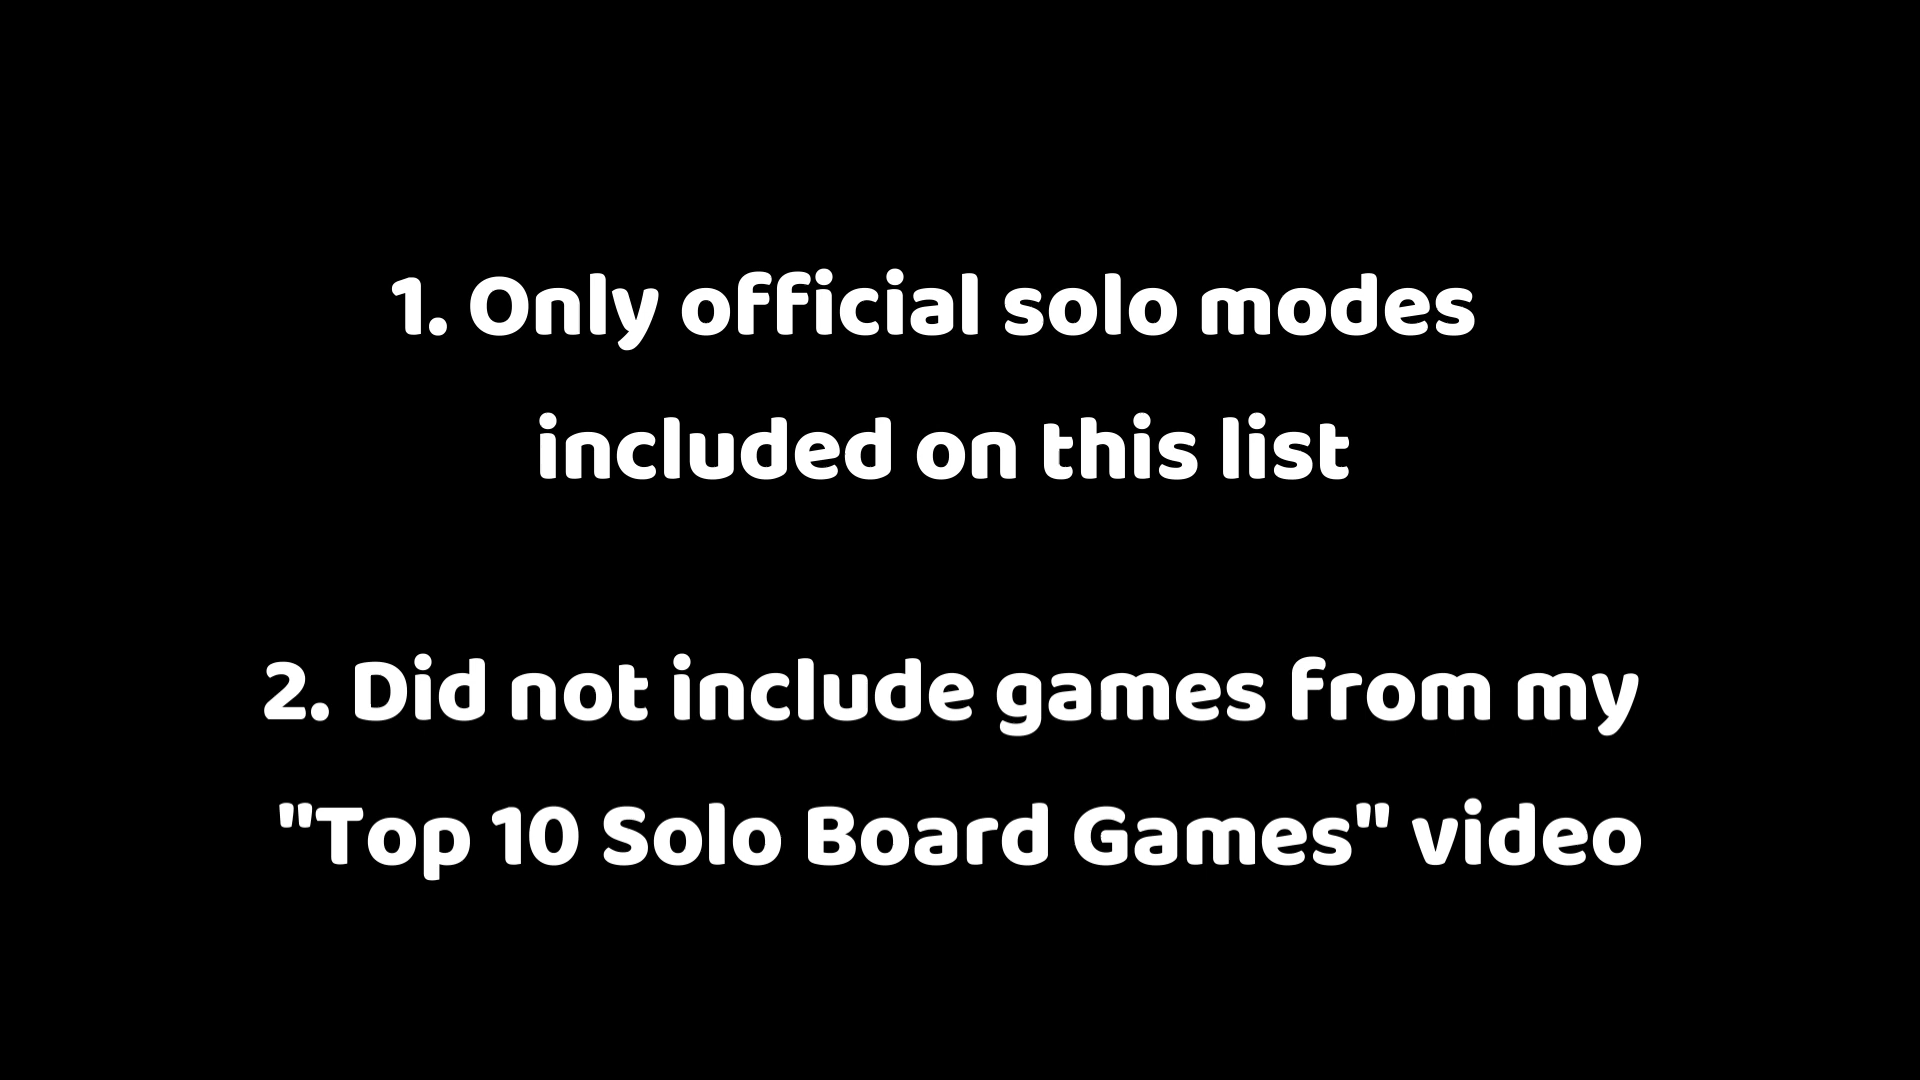 1. Only official solo modes
included on this list
2. Did not include games from my
"Top 10 Solo Board Games" video